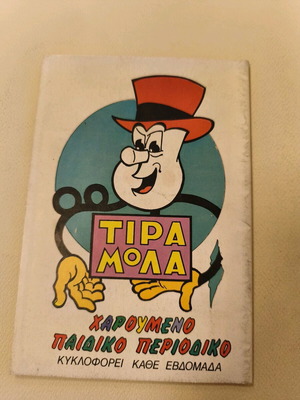 ΤΙΡΑ
ΜΟΛΑ
ΧΑΡΟΥΜΕΝΟ
ΠΑΙΔΙΚΟ ΠΕΡΙΟΔΙΚΟ
ΚΥΚΛΟΦΟΡΕΙ ΚΑΘΕ ΕΒΔΟΜΑΔΑ